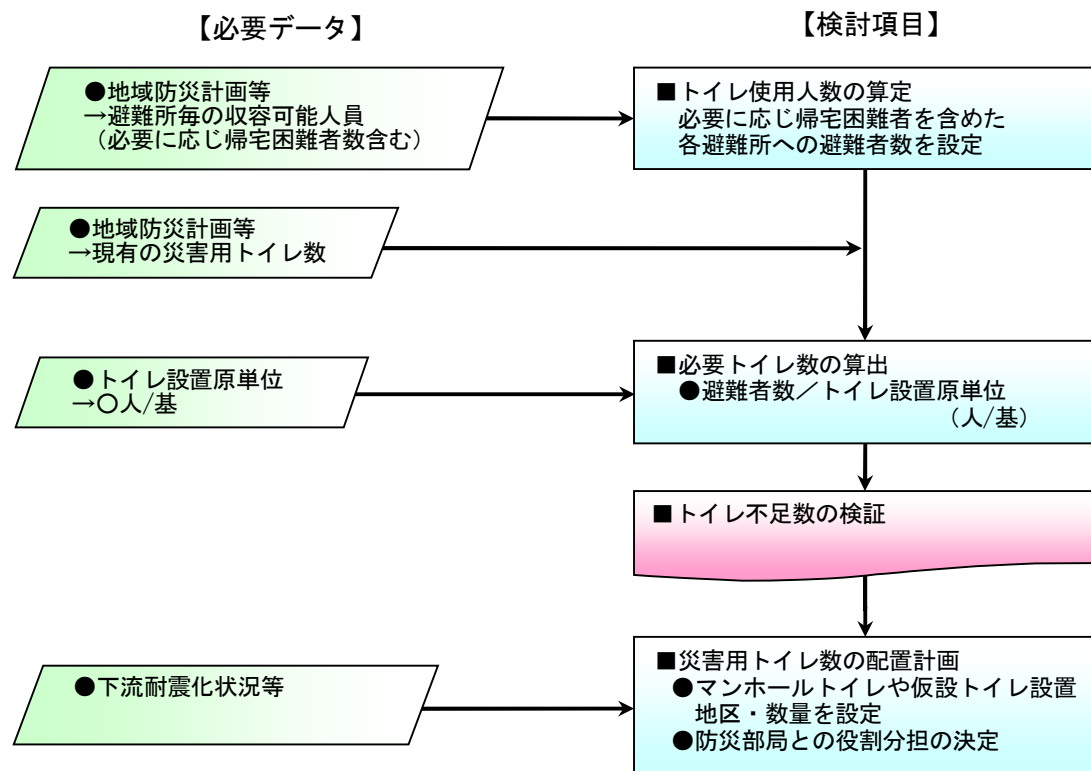 【必要データ】
【検討項目】
●地域防災計画等
→避難所毎の収容可能人員
（必要に応じ帰宅困難者数含む）
■トイレ使用人数の算定
必要に応じ帰宅困難者を含めた
各避難所への避難者数を設定
●地域防災計画等
→現有の災害用トイレ数
●トイレ設置原単位
→〇人/基
■必要トイレ数の算出
●避難者数／トイレ設置原単位
（人/基）
■トイレ不足数の検証
●下流耐震化状況等
■災害用トイレ数の配置計画
●マンホールトイレや仮設トイレ設置
地区・数量を設定
●防災部局との役割分担の決定